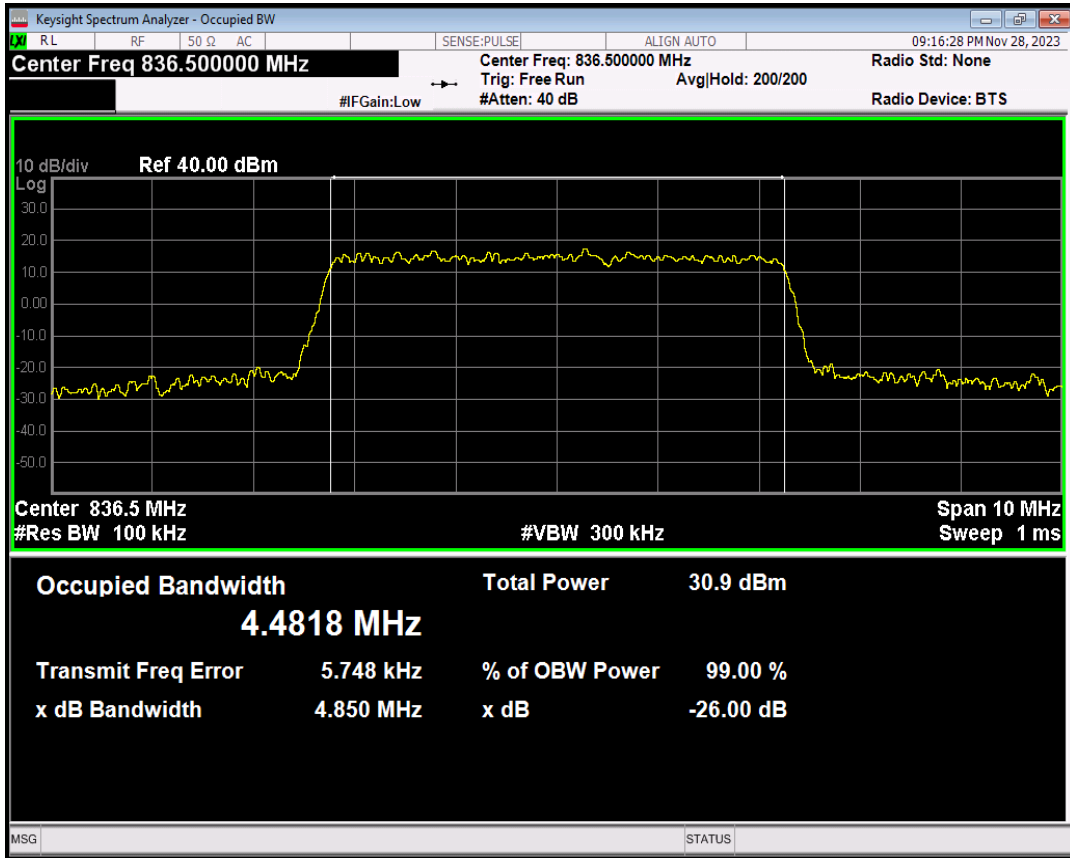 Keysight Spectrum Analyzer - Occupied BW
LXI RL RF 50 Ω AC SENSE:PULSE ALIGN AUTO 09:16:28 PM Nov 28, 2023
Center Freq 836.500000 MHz
Center Freq: 836.500000 MHz Radio Std: None
Trig: Free Run Avg|Hold: 200/200
#IFGain:Low #Atten: 40 dB Radio Device: BTS
10 dB/div Ref 40.00 dBm
Log
30.0
20.0
10.0
0.00
-10.0
-20.0
-30.0
-40.0
-50.0
Center 836.5 MHz Span 10 MHz
#Res BW 100 kHz #VBW 300 kHz Sweep 1 ms
Occupied Bandwidth Total Power 30.9 dBm
4.4818 MHz
Transmit Freq Error 5.748 kHz % of OBW Power 99.00 %
x dB Bandwidth 4.850 MHz x dB -26.00 dB
MSG STATUS